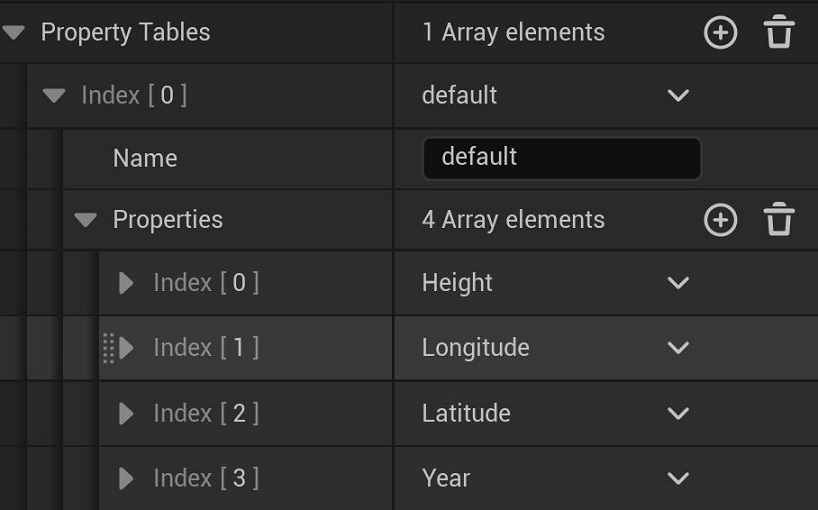 Property Tables 1 Array elements
Index [ 0 ] default
Name default
Properties 4 Array elements
Index [ 0 ] Height
Index [ 1 ] Longitude
Index [ 2 ] Latitude
Index [ 3 ] Year